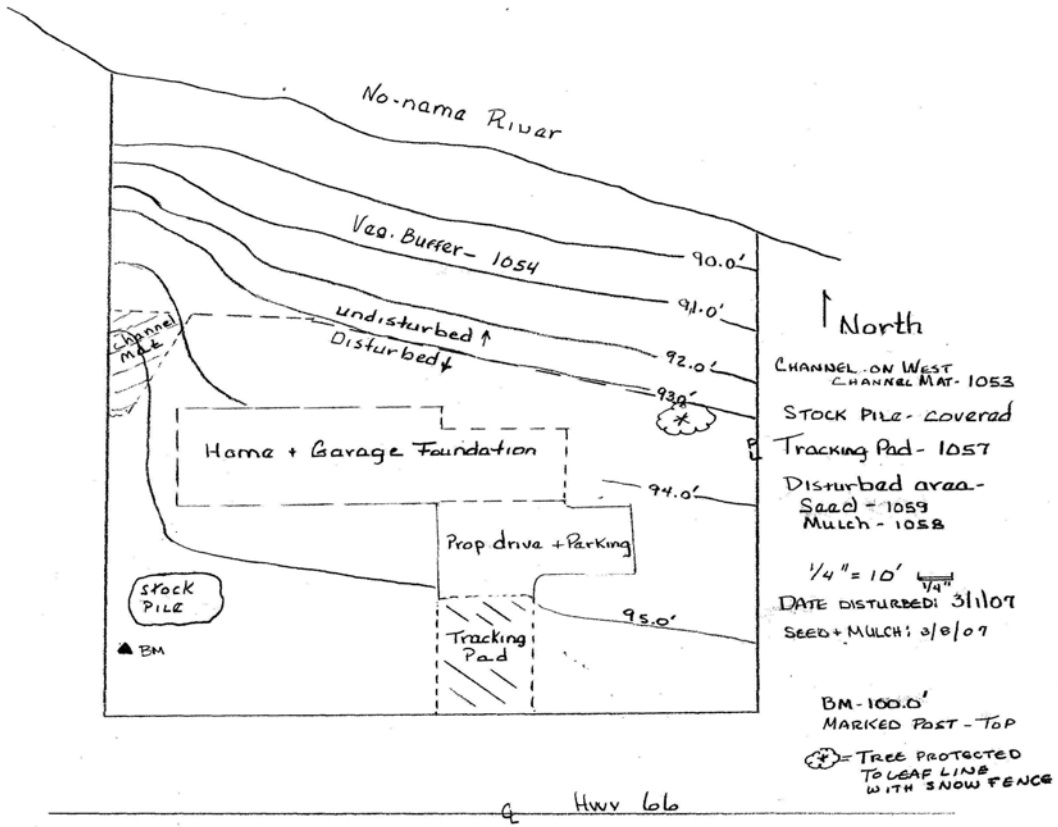 No-name River
Veg. Buffer - 1054
90.0'
91.0'
92.0'
93.0'
94.0'
95.0'
undisturbed ↑
Disturbed ↓
Channel
Mat
Home + Garage Foundation
Prop drive + Parking
Stock
Pile
BM
Tracking
Pad
North
CHANNEL ON WEST
CHANNEL MAT - 1053
STOCK PILE - covered
PL
Tracking Pad - 1057
Disturbed area -
Seed - 1059
Mulch - 1058
1/4" = 10'
1/4"
DATE DISTURBED: 3/1/07
SEED + MULCH: 3/8/07
BM - 100.0'
MARKED POST - TOP
= TREE PROTECTED
TO LEAF LINE
WITH SNOW FENCE
CL
Hwy 66